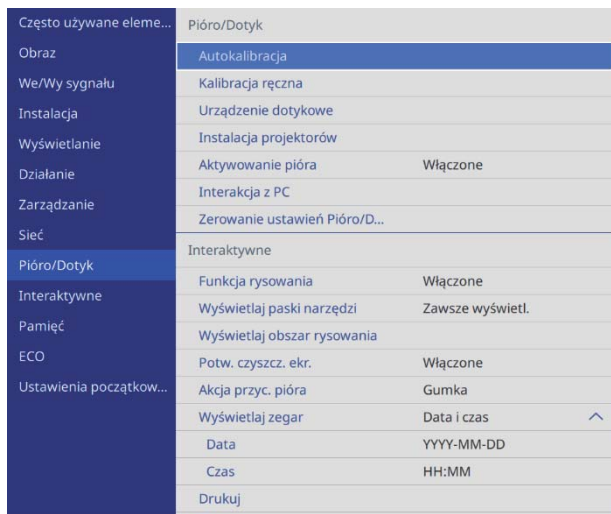 Często używane eleme...
Obraz
We/Wy sygnału
Instalacja
Wyświetlanie
Działanie
Zarządzanie
Sieć
Pióro/Dotyk
Interaktywne
Pamięć
ECO
Ustawienia początkow...
Pióro/Dotyk
Autokalibracja
Kalibracja ręczna
Urządzenie dotykowe
Instalacja projektorów
Aktywowanie pióra Włączone
Interakcja z PC
Zerowanie ustawień Pióro/D...
Interaktywne
Funkcja rysowania Włączone
Wyświetlaj paski narzędzi Zawsze wyświetl.
Wyświetlaj obszar rysowania
Potw. czyszcz. ekr. Włączone
Akcja przyc. pióra Gumka
Wyświetlaj zegar Data i czas
Data YYYY-MM-DD
Czas HH:MM
Drukuj